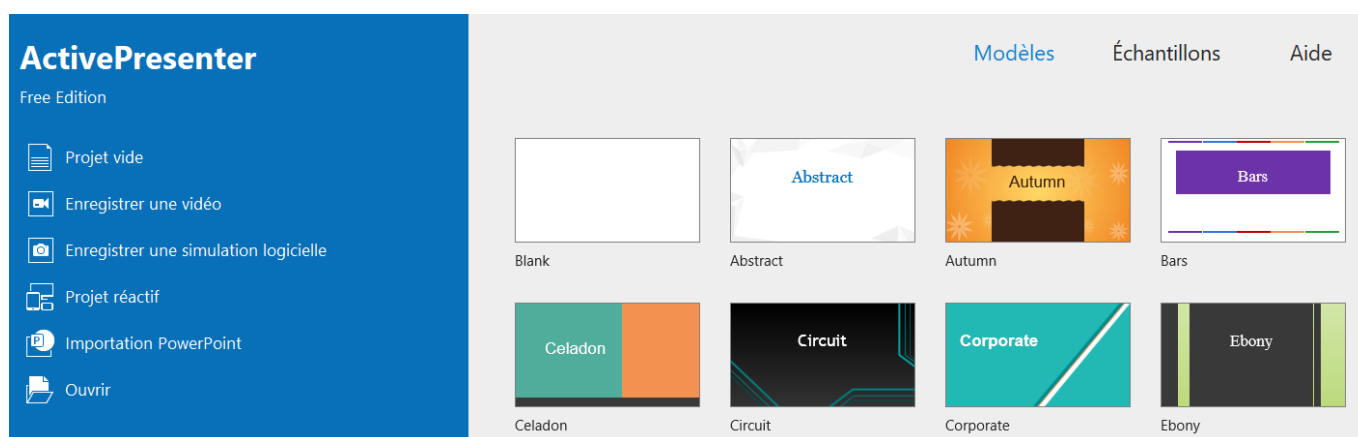 ActivePresenter
Free Edition
Projet vide
Enregistrer une vidéo
Enregistrer une simulation logicielle
Projet réactif
Importation PowerPoint
Ouvrir
Modèles Échantillons Aide
Abstract Autumn Bars
Blank Abstract Autumn Bars
Celadon Circuit Corporate Ebony
Celadon Circuit Corporate Ebony